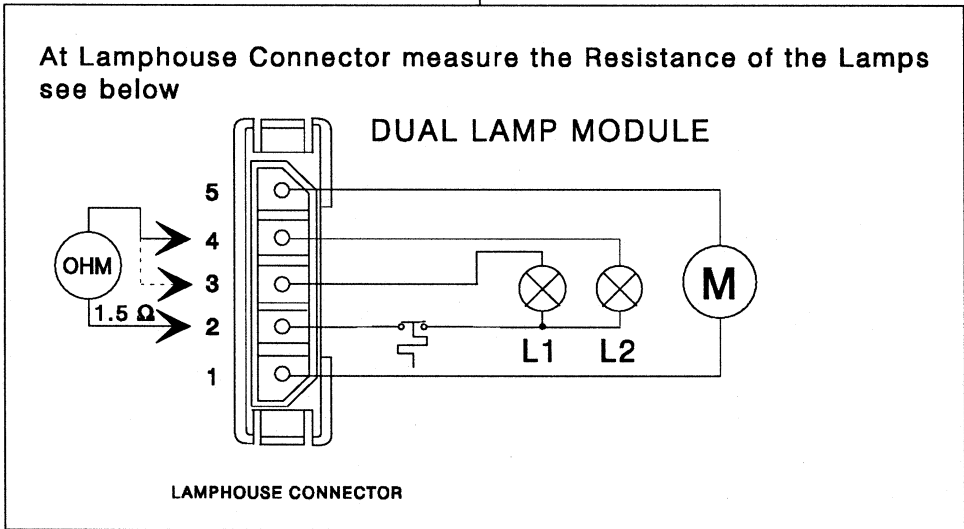 At Lamphouse Connector measure the Resistance of the Lamps
see below
DUAL LAMP MODULE
5
4
OHM
3
M
1.5 Ω
2
L1 L2
1
LAMPHOUSE CONNECTOR